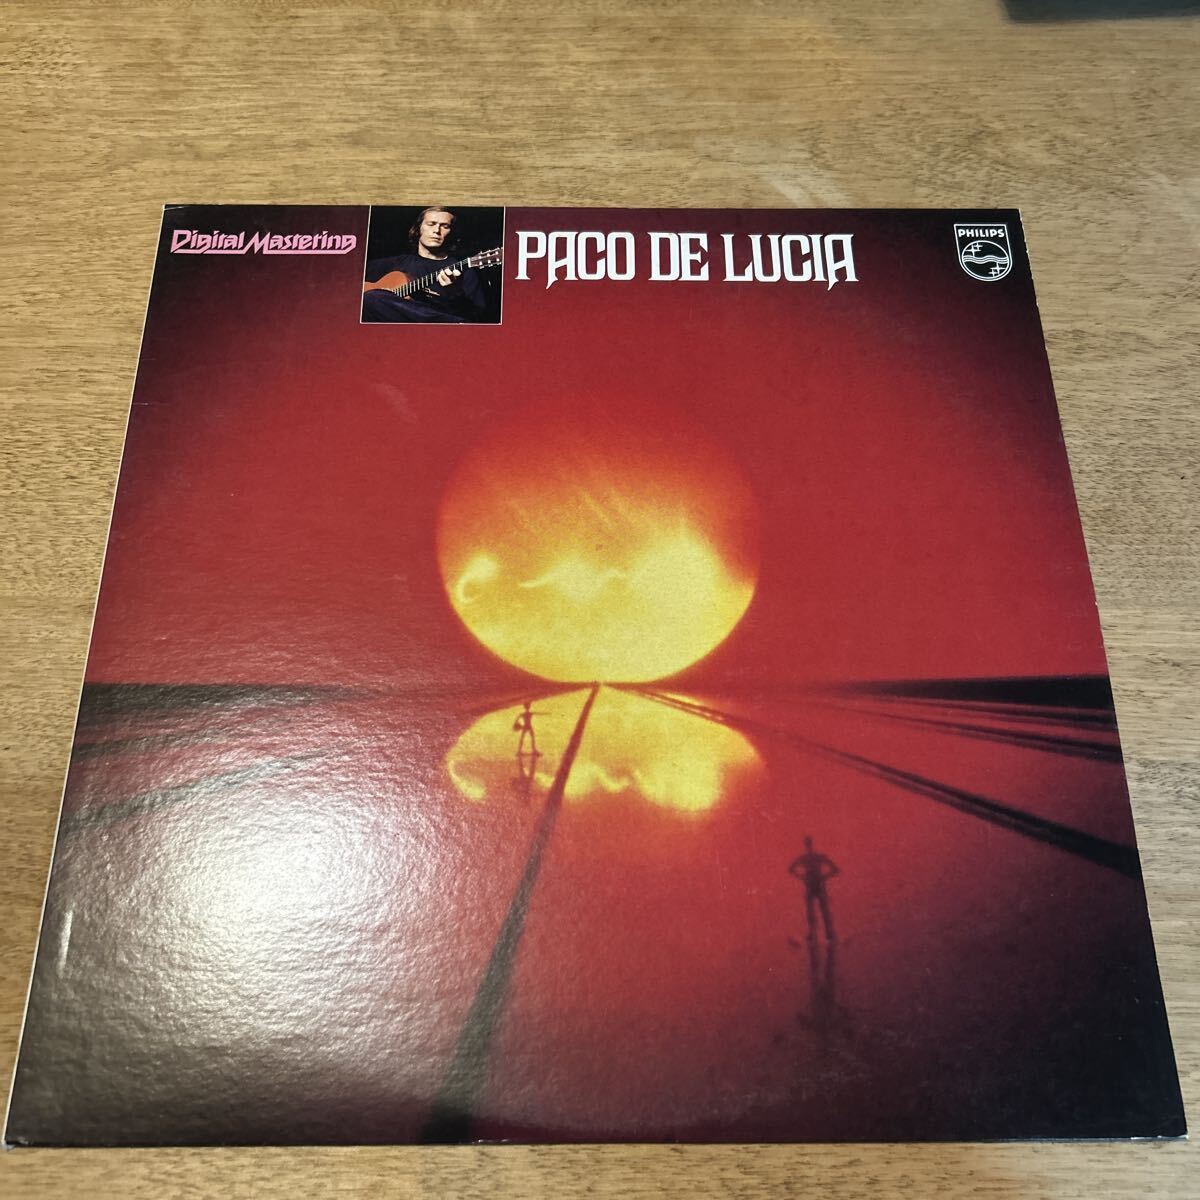 Digital Mastering
PACO DE LUCIA
PHILIPS